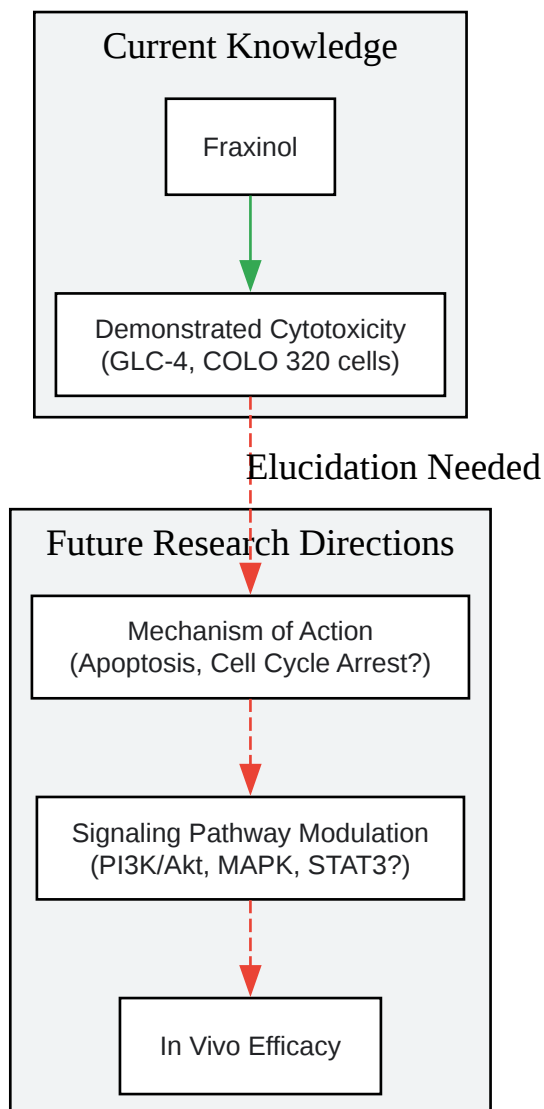 Current Knowledge
Fraxinol
Demonstrated Cytotoxicity
(GLC-4, COLO 320 cells)
Elucidation Needed
Future Research Directions
Mechanism of Action
(Apoptosis, Cell Cycle Arrest?)
Signaling Pathway Modulation
(PI3K/Akt, MAPK, STAT3?)
In Vivo Efficacy